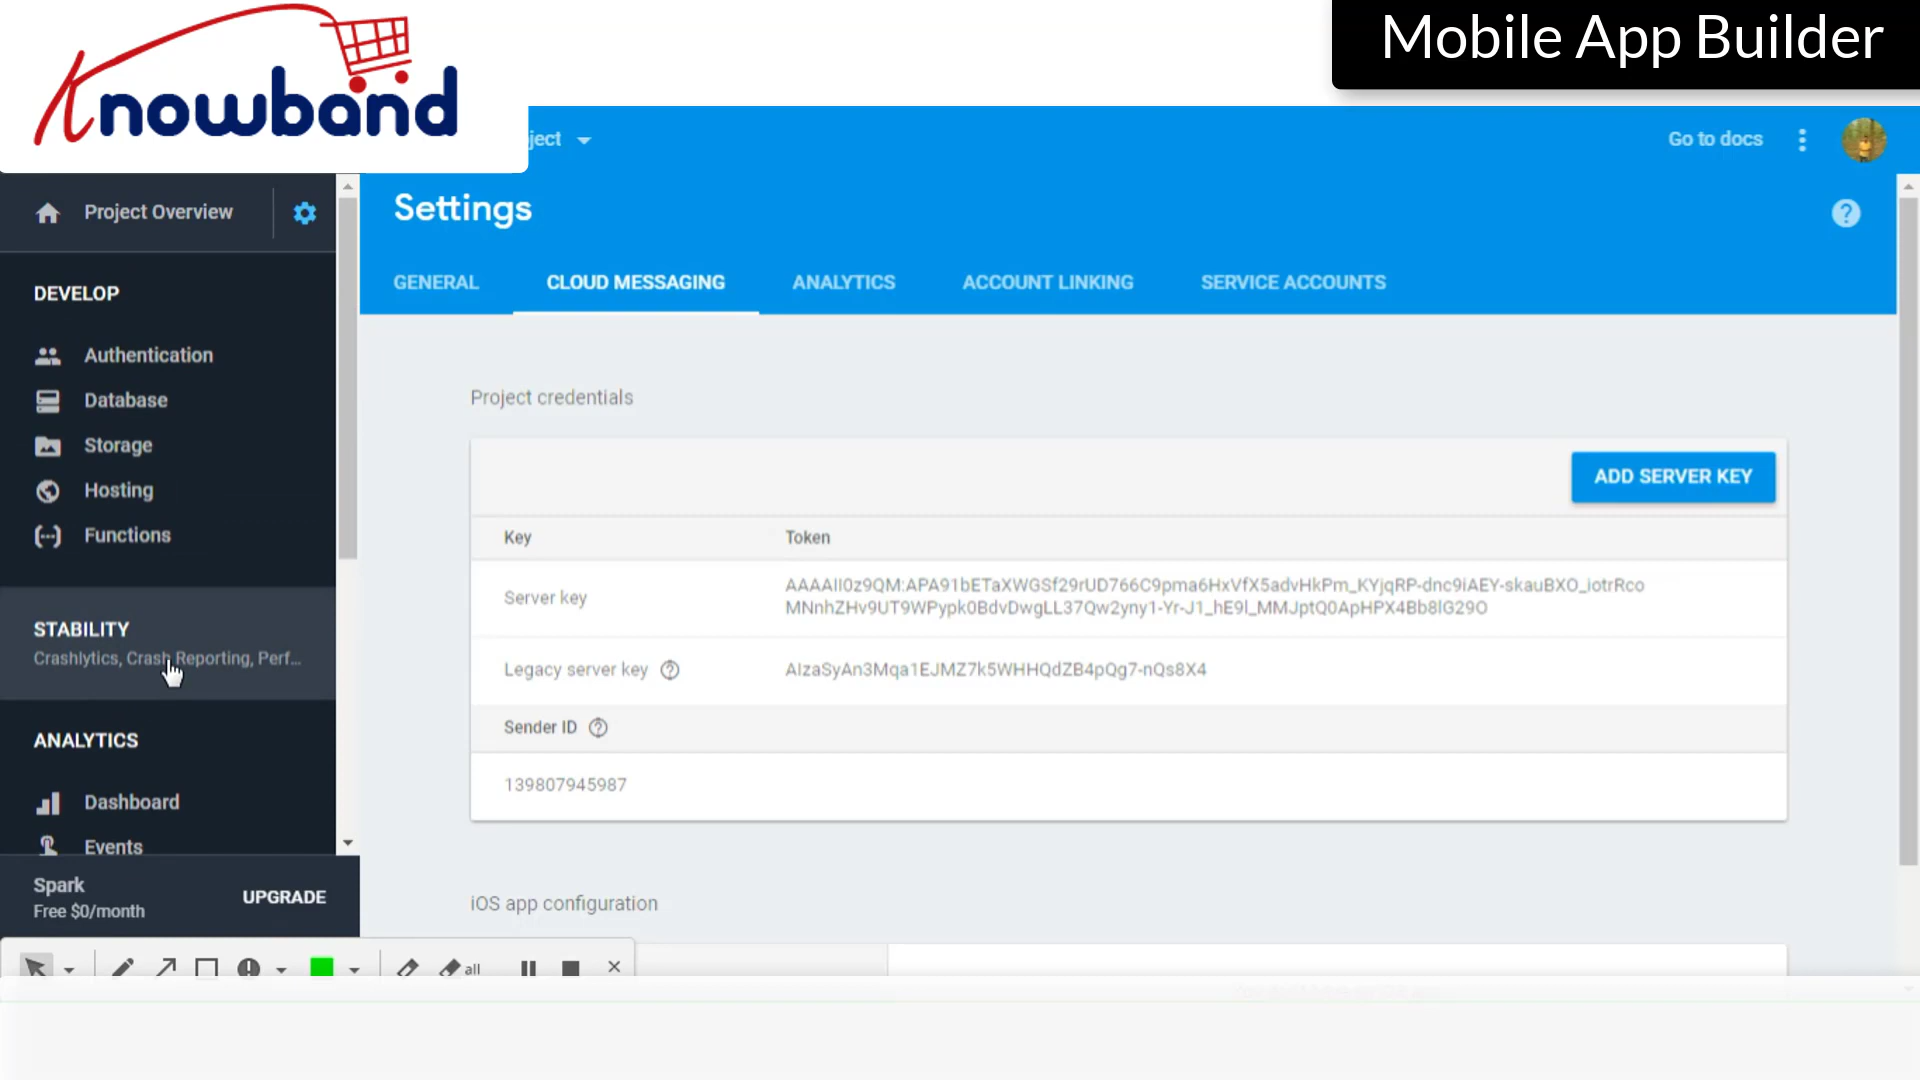 Knowband
Mobile App Builder
ject
Go to docs
Project Overview
Settings
GENERAL CLOUD MESSAGING ANALYTICS ACCOUNT LINKING SERVICE ACCOUNTS
DEVELOP
Authentication
Database
Storage
Hosting
Functions
STABILITY
Crashlytics, Crash Reporting, Perf...
ANALYTICS
Dashboard
Events
Spark
Free $0/month
UPGRADE
Project credentials
ADD SERVER KEY
Key Token
Server key
AAAAII0z9QM:APA91bETaXWGSf29rUD766C9pma6HxVfX5advHkPm_KYjqRP-dnc9iAEY-skauBXO_iotrRco
MNnhZHv9UT9WPypk0BdvDwgLL37Qw2yny1-Yr-J1_hE9l_MMJptQ0ApHPX4Bb8lG29O
Legacy server key AIzaSyAn3Mqa1EJMZ7k5WHHQdZB4pQg7-nQs8X4
Sender ID
139807945987
iOS app configuration
all